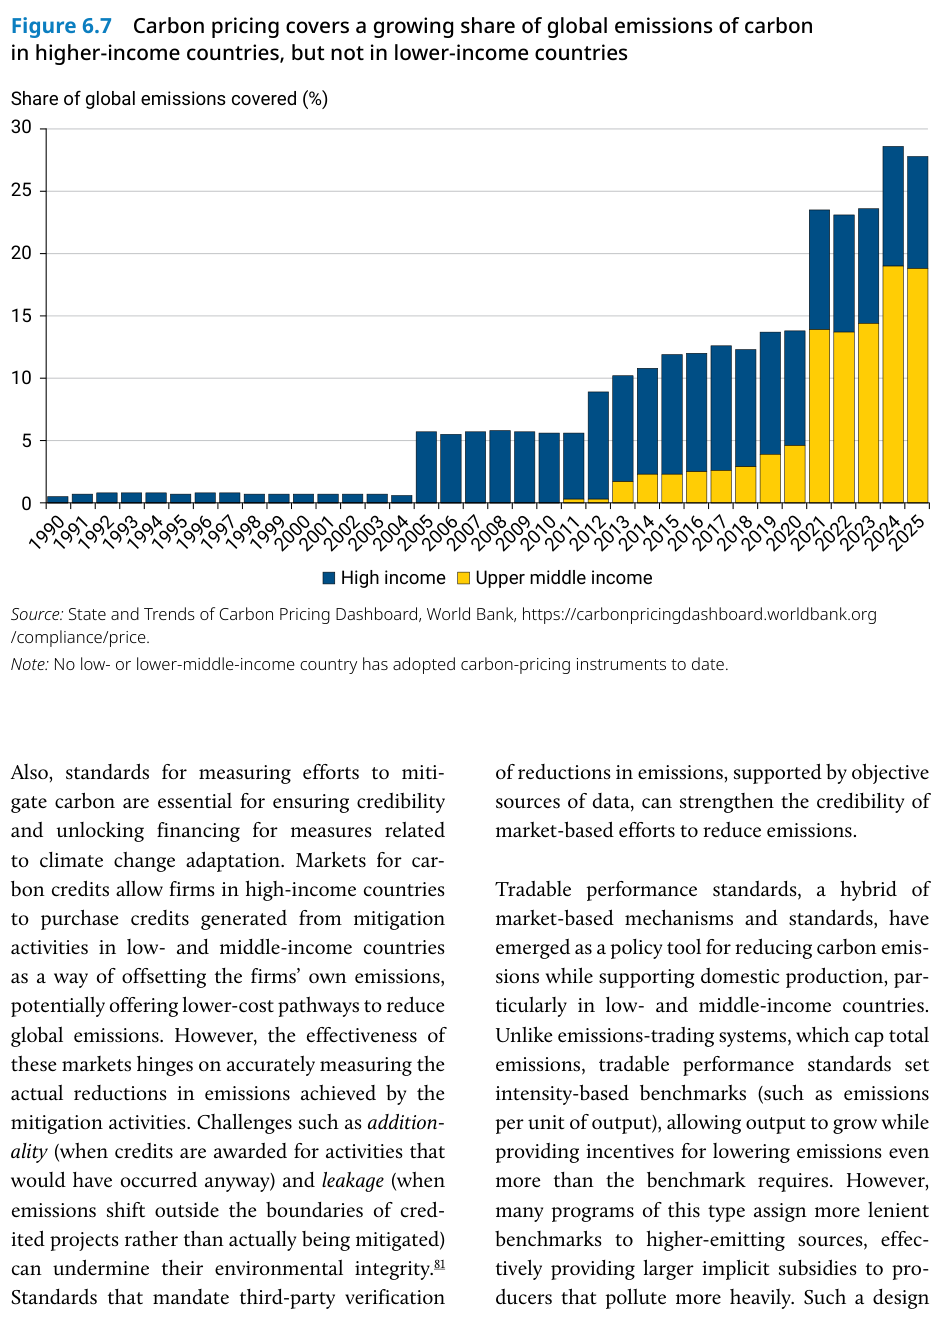 Figure 6.7 Carbon pricing covers a growing share of global emissions of carbon
in higher-income countries, but not in lower-income countries
Share of global emissions covered (%)
30
25
20
15
10
5
0
1990
1991
1992
1993
1994
1995
1996
1997
1998
1999
2000
2001
2002
2003
2004
2005
2006
2007
2008
2009
2010
2011
2012
2013
2014
2015
2016
2017
2018
2019
2020
2021
2022
2023
2024
2025
High income Upper middle income
Source: State and Trends of Carbon Pricing Dashboard, World Bank, https://carbonpricingdashboard.worldbank.org
/compliance/price.
Note: No low- or lower-middle-income country has adopted carbon-pricing instruments to date.
Also, standards for measuring efforts to miti-
gate carbon are essential for ensuring credibility
and unlocking financing for measures related
to climate change adaptation. Markets for car-
bon credits allow firms in high-income countries
to purchase credits generated from mitigation
activities in low- and middle-income countries
as a way of offsetting the firms’ own emissions,
potentially offering lower-cost pathways to reduce
global emissions. However, the effectiveness of
these markets hinges on accurately measuring the
actual reductions in emissions achieved by the
mitigation activities. Challenges such as addition-
ality (when credits are awarded for activities that
would have occurred anyway) and leakage (when
emissions shift outside the boundaries of cred-
ited projects rather than actually being mitigated)
can undermine their environmental integrity.81
Standards that mandate third-party verification
of reductions in emissions, supported by objective
sources of data, can strengthen the credibility of
market-based efforts to reduce emissions.
Tradable performance standards, a hybrid of
market-based mechanisms and standards, have
emerged as a policy tool for reducing carbon emis-
sions while supporting domestic production, par-
ticularly in low- and middle-income countries.
Unlike emissions-trading systems, which cap total
emissions, tradable performance standards set
intensity-based benchmarks (such as emissions
per unit of output), allowing output to grow while
providing incentives for lowering emissions even
more than the benchmark requires. However,
many programs of this type assign more lenient
benchmarks to higher-emitting sources, effec-
tively providing larger implicit subsidies to pro-
ducers that pollute more heavily. Such a design